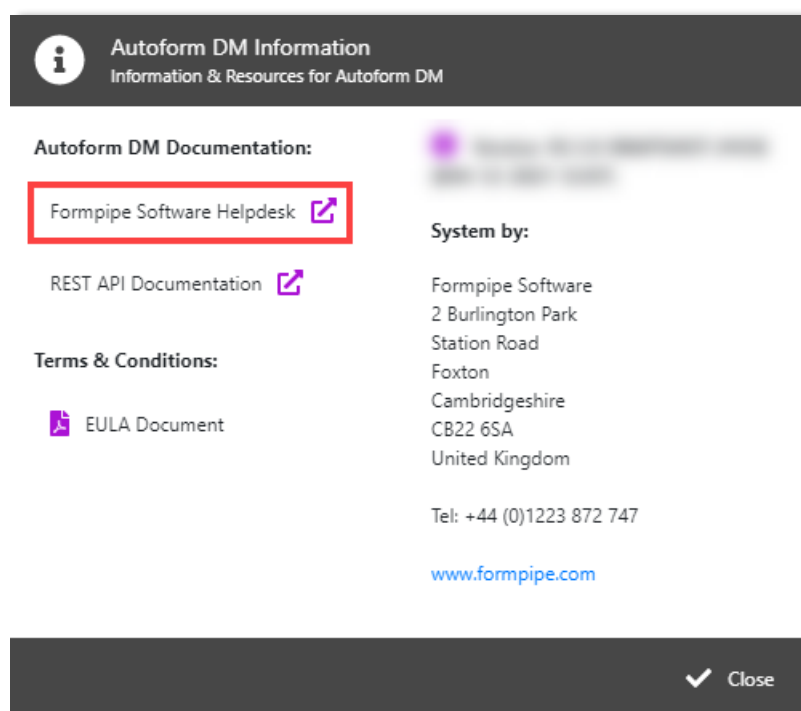 Autoform DM Information
Information & Resources for Autoform DM
Autoform DM Documentation:
Formpipe Software Helpdesk
REST API Documentation
Terms & Conditions:
EULA Document
System by:
Formpipe Software
2 Burlington Park
Station Road
Foxton
Cambridgeshire
CB22 6SA
United Kingdom
Tel: +44 (0)1223 872 747
www.formpipe.com
Close